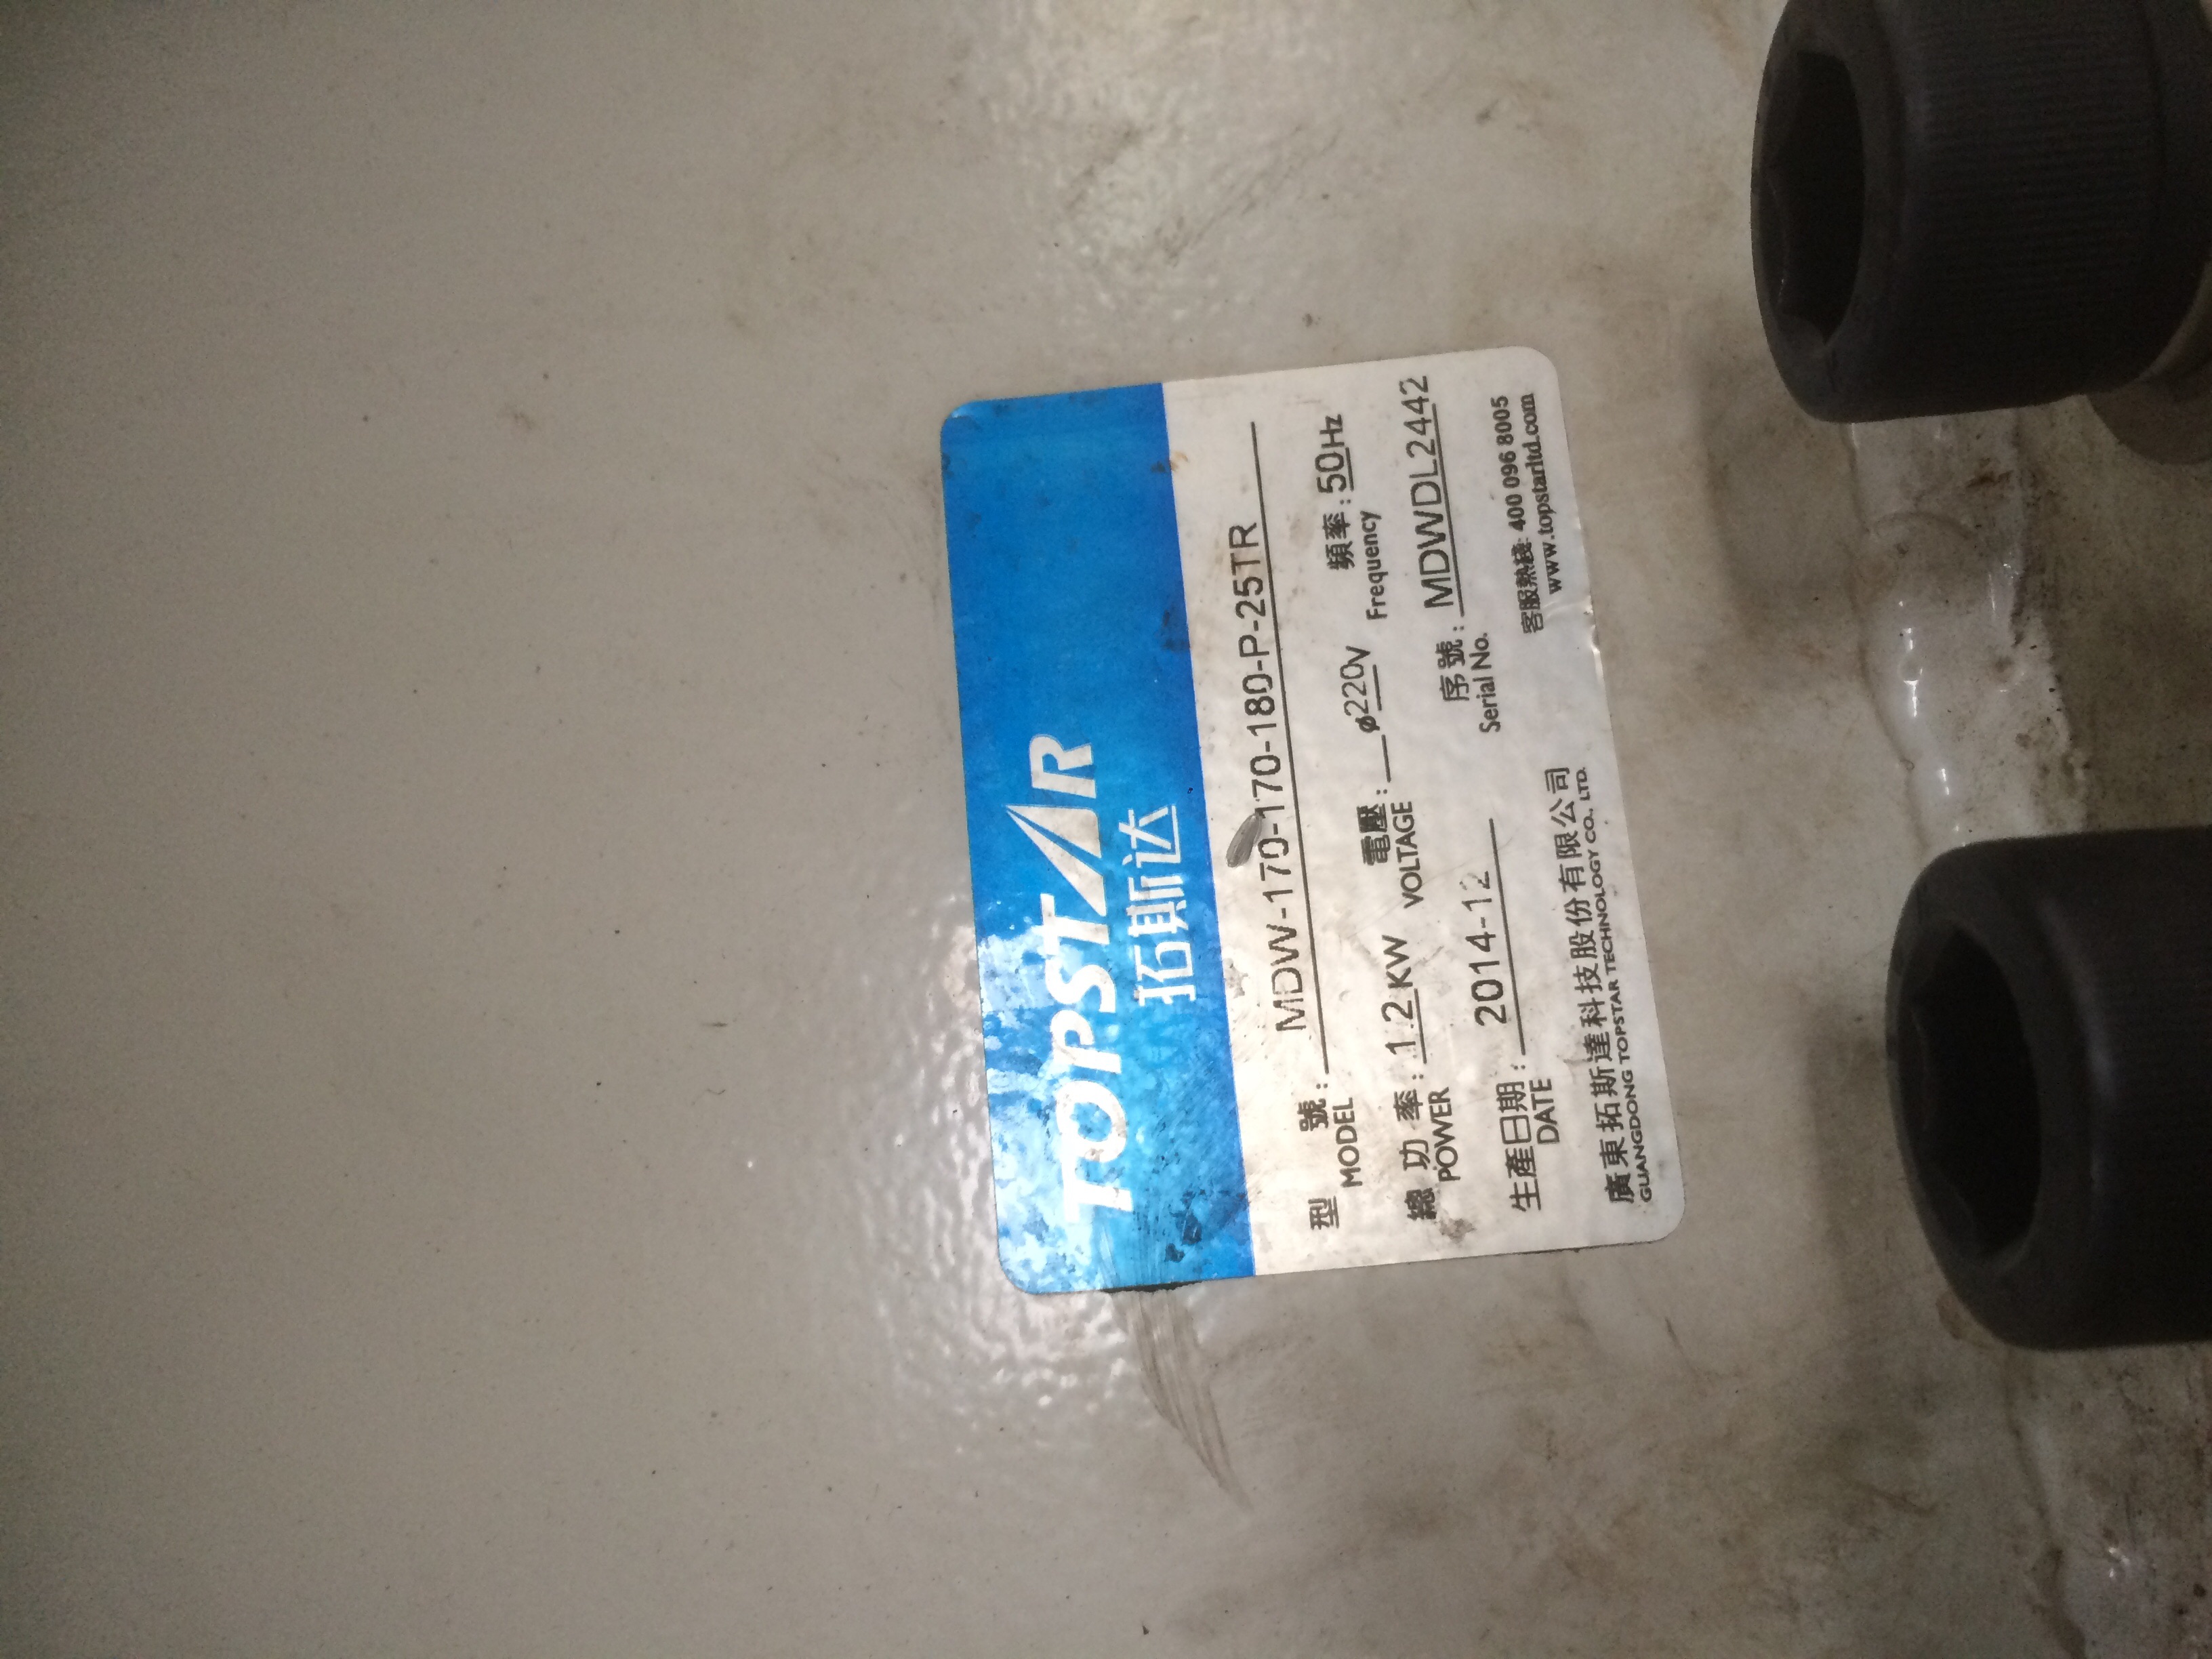 TOPSTAR
拓斯达
型號：MDW-170-170-180-P-25TR
MODEL
總功率：1.2KW 電壓：ø220V 頻率：50Hz
POWER VOLTAGE Frequency
生產日期：2014-12 序號：MDWDL2442
DATE Serial No.
廣東拓斯達科技股份有限公司 客服熱綫: 400 096 8005
GUANGDONG TOPSTAR TECHNOLOGY CO., LTD. www.topstarltd.com